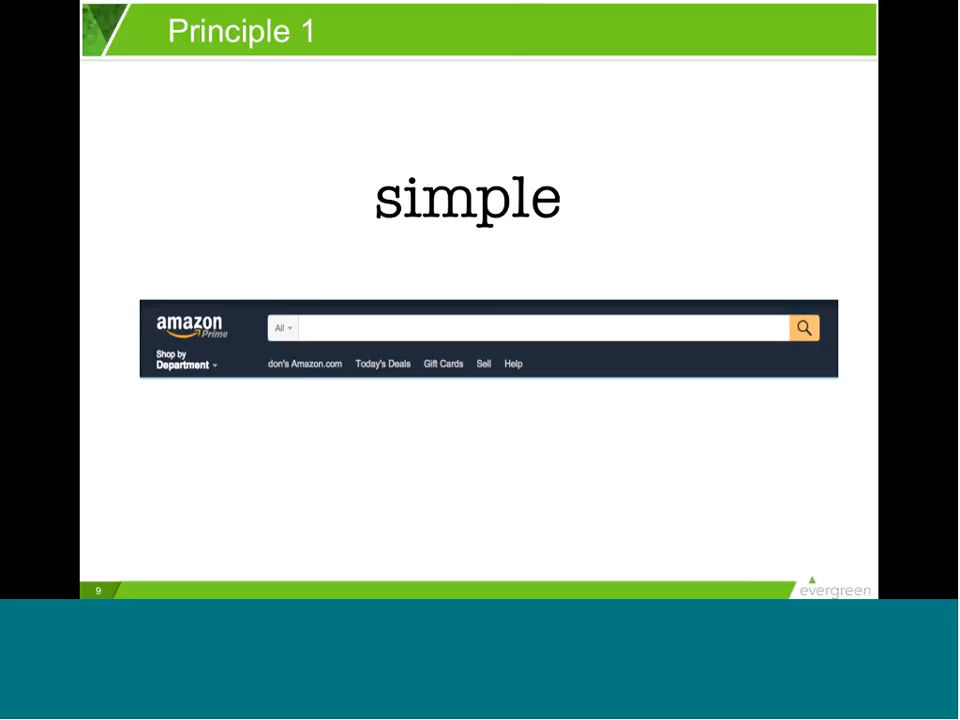 Principle 1
simple
amazon
Prime
All
Shop by
Department
don's Amazon.com Today's Deals Gift Cards Sell Help
9
evergreen